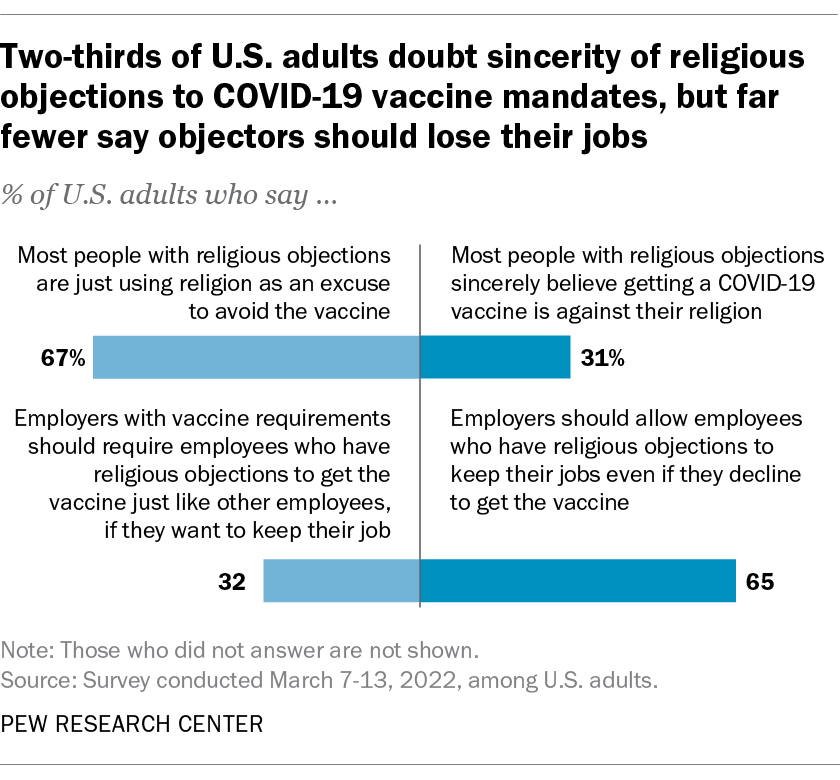 Two-thirds of U.S. adults doubt sincerity of religious
objections to COVID-19 vaccine mandates, but far
fewer say objectors should lose their jobs
% of U.S. adults who say ...
Most people with religious objections
are just using religion as an excuse
to avoid the vaccine
Most people with religious objections
sincerely believe getting a COVID-19
vaccine is against their religion
67%
31%
Employers with vaccine requirements
should require employees who have
religious objections to get the
vaccine just like other employees,
if they want to keep their job
Employers should allow employees
who have religious objections to
keep their jobs even if they decline
to get the vaccine
32
65
Note: Those who did not answer are not shown.
Source: Survey conducted March 7-13, 2022, among U.S. adults.
PEW RESEARCH CENTER